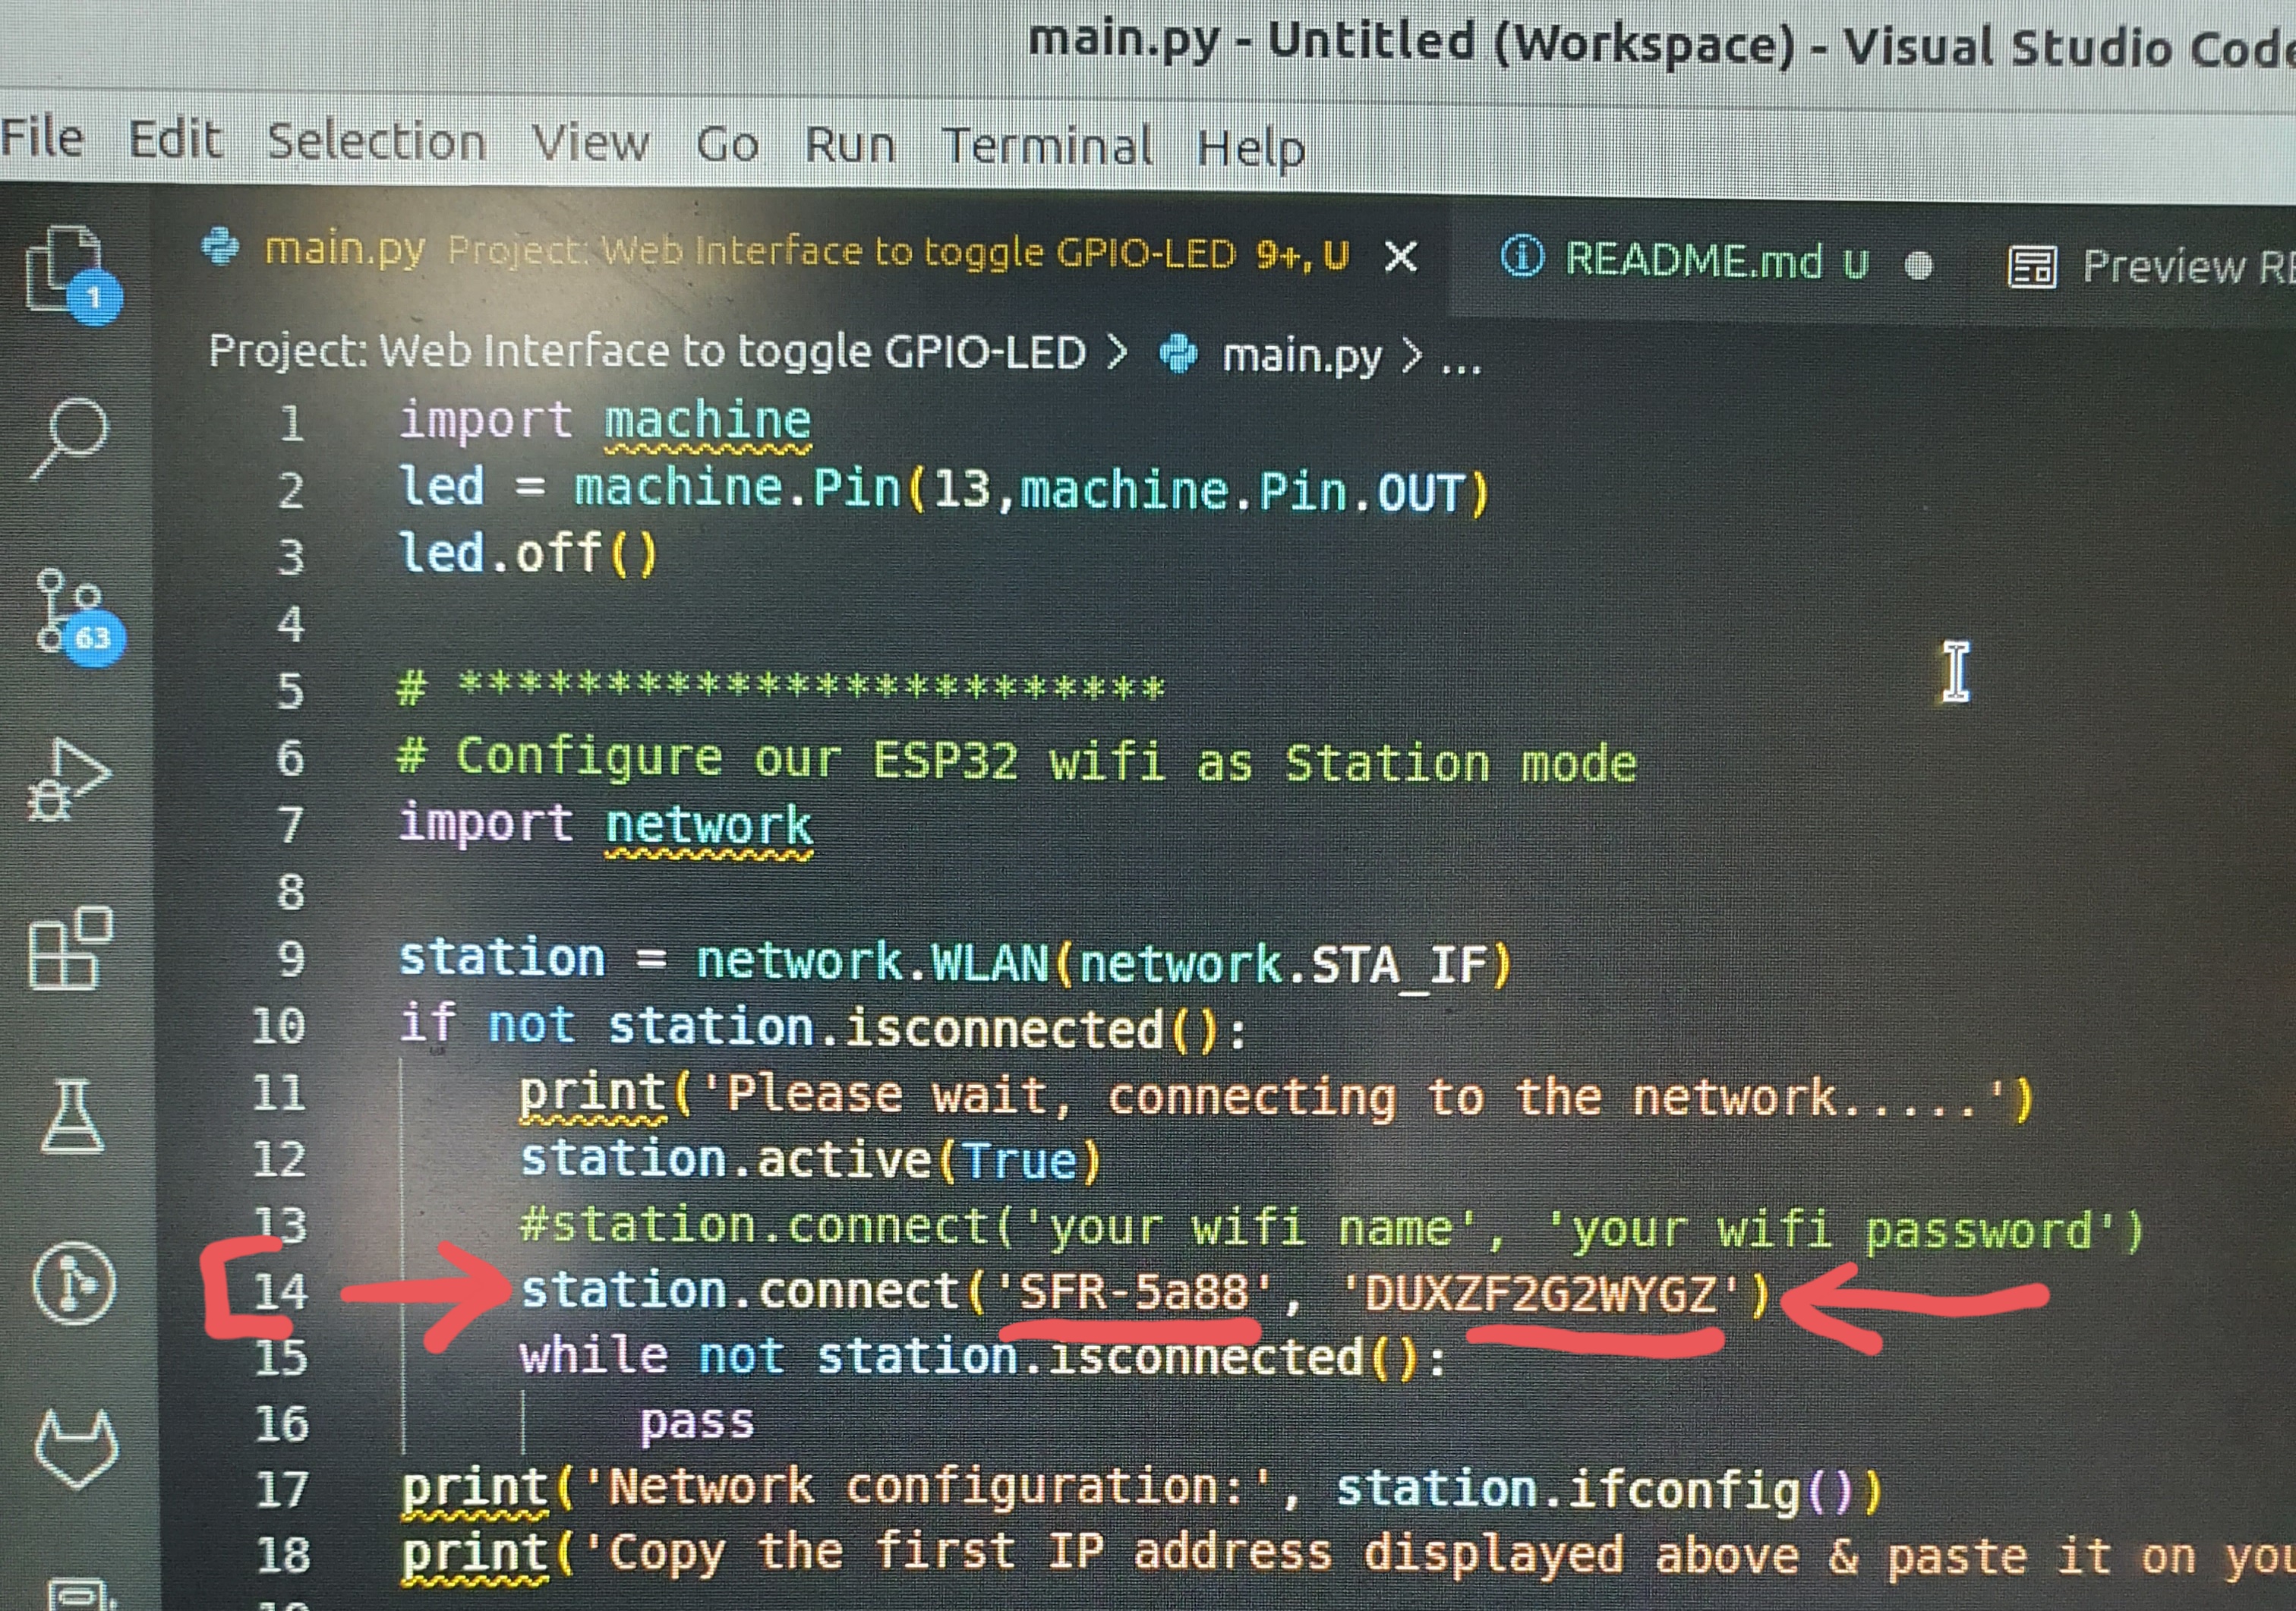 main.py - Untitled (Workspace) - Visual Studio Code
File Edit Selection View Go Run Terminal Help
main.py Project: Web Interface to toggle GPIO-LED 9+, U README.md U Preview RE
1
Project: Web Interface to toggle GPIO-LED > main.py > ...
1 import machine
2 led = machine.Pin(13,machine.Pin.OUT)
3 led.off()
4
63
5 # ************************
6 # Configure our ESP32 wifi as Station mode
7 import network
8
9 station = network.WLAN(network.STA_IF)
10 if not station.isconnected():
11 print('Please wait, connecting to the network.....')
12 station.active(True)
13 #station.connect('your wifi name', 'your wifi password')
14 station.connect('SFR-5a88', 'DUXZF2G2WYGZ')
15 while not station.isconnected():
16 pass
17 print('Network configuration:', station.ifconfig())
18 print('Copy the first IP address displayed above & paste it on you